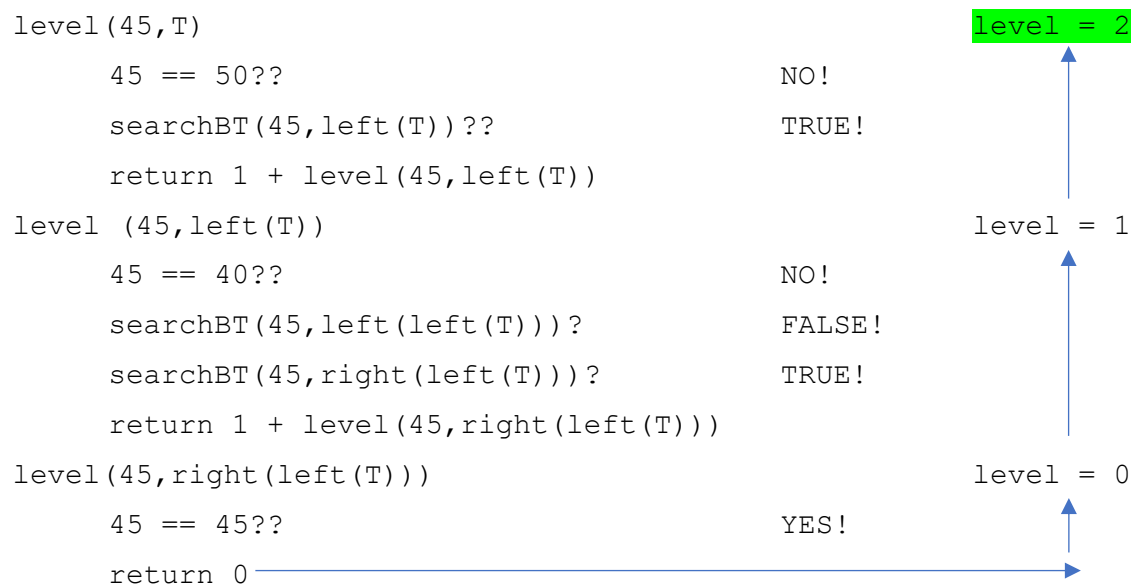 level(45,T) level = 2
45 == 50?? NO!
searchBT(45,left(T))?? TRUE!
return 1 + level(45,left(T))
level (45,left(T)) level = 1
45 == 40?? NO!
searchBT(45,left(left(T)))? FALSE!
searchBT(45,right(left(T)))? TRUE!
return 1 + level(45,right(left(T)))
level(45,right(left(T))) level = 0
45 == 45?? YES!
return 0